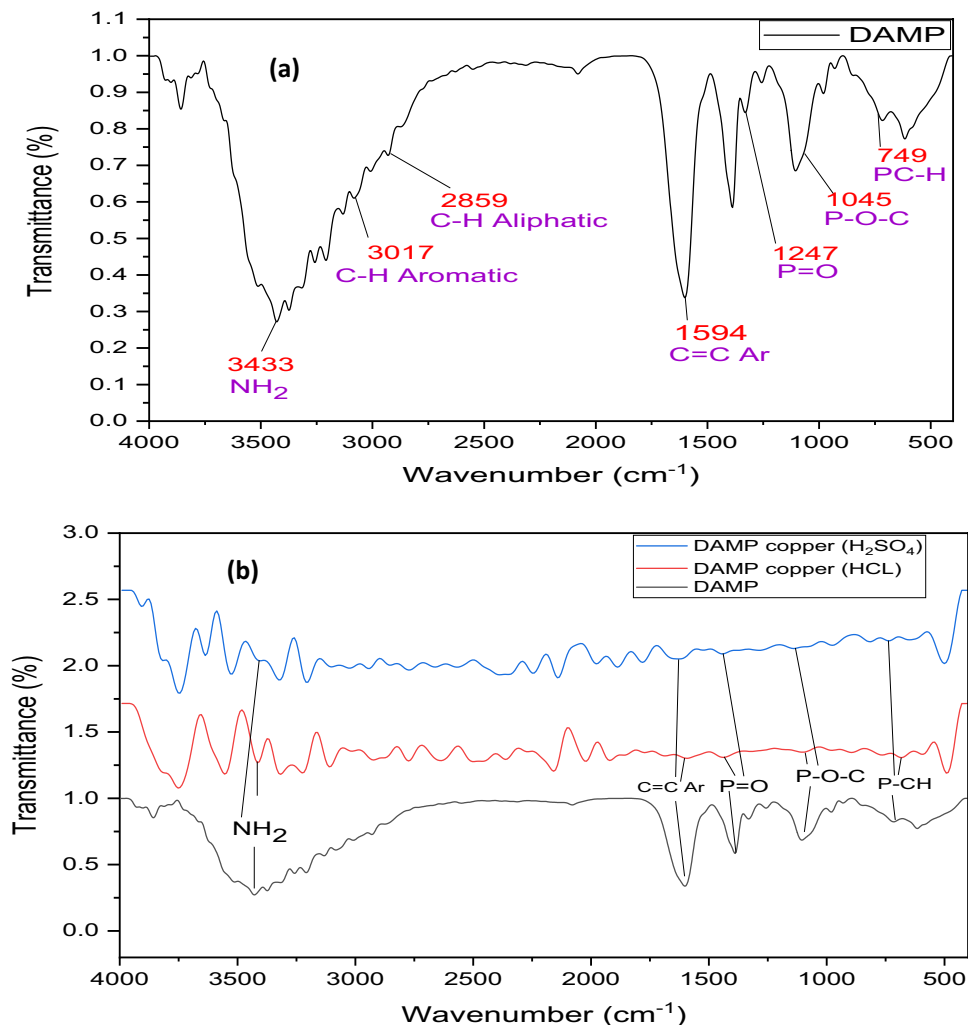 1.1
1.0
0.9
0.8
0.7
0.6
0.5
0.4
0.3
0.2
0.1
0.0
Transmittance (%)
(a)
DAMP
749
PC-H
2859
C-H Aliphatic
1045
P-O-C
3017
C-H Aromatic
1247
P=O
1594
C=C Ar
3433
NH₂
4000 3500 3000 2500 2000 1500 1000 500
Wavenumber (cm⁻¹)
3.0
2.5
2.0
1.5
1.0
0.5
0.0
Transmittance (%)
(b)
DAMP copper (H₂SO₄)
DAMP copper (HCL)
DAMP
C=C Ar
P=O
P-O-C
P-CH
NH₂
4000 3500 3000 2500 2000 1500 1000 500
Wavenumber (cm⁻¹)